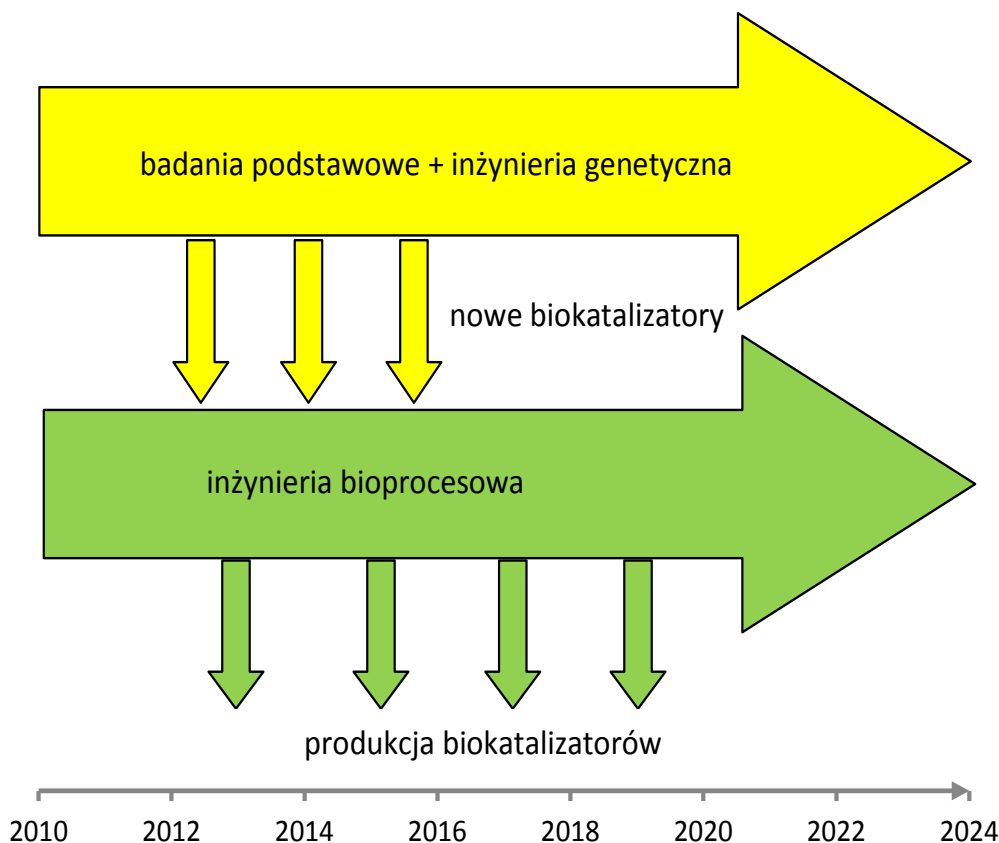 badania podstawowe + inżynieria genetyczna
nowe biokatalizatory
inżynieria bioprocesowa
produkcja biokatalizatorów
2010 2012 2014 2016 2018 2020 2022 2024